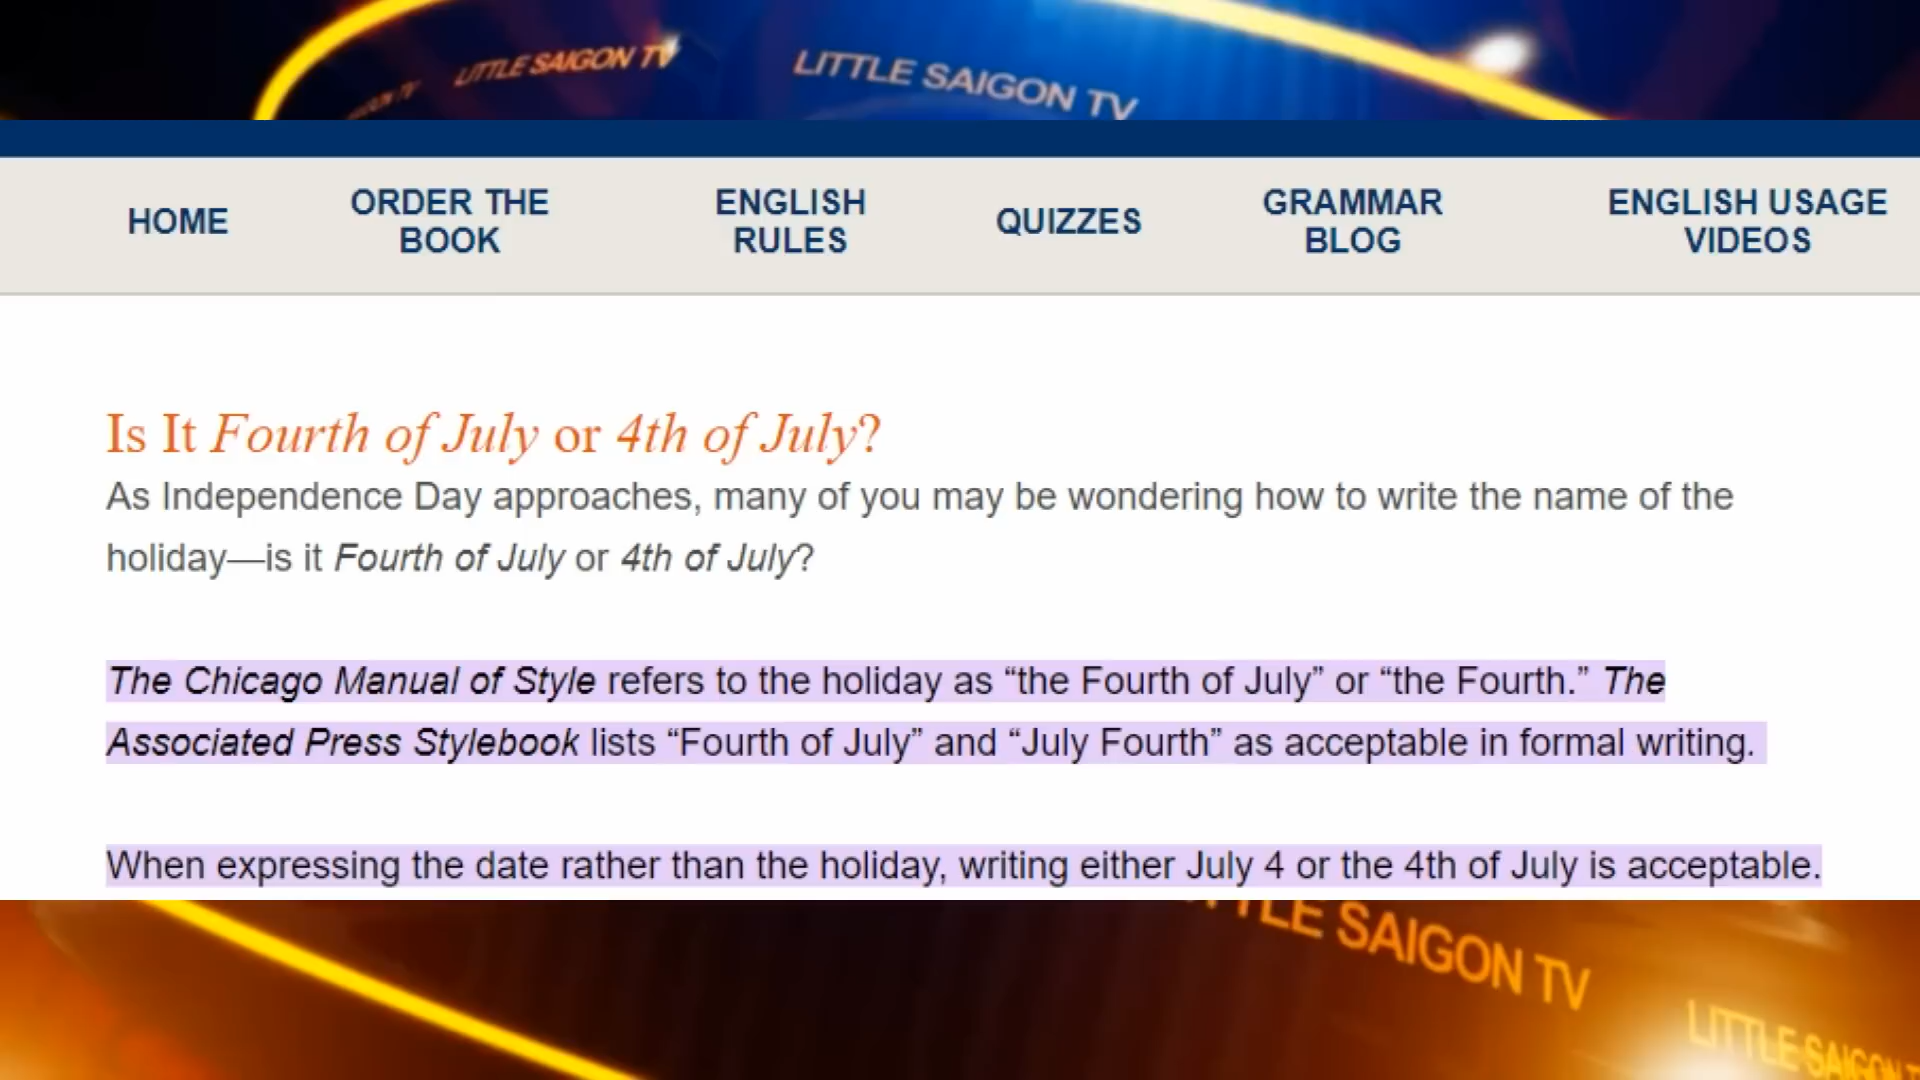 LITTLE SAIGON TV
LITTLE SAIGON TV
HOME
ORDER THE
BOOK
ENGLISH
RULES
QUIZZES
GRAMMAR
BLOG
ENGLISH USAGE
VIDEOS
Is It Fourth of July or 4th of July?
As Independence Day approaches, many of you may be wondering how to write the name of the
holiday—is it Fourth of July or 4th of July?
The Chicago Manual of Style refers to the holiday as “the Fourth of July” or “the Fourth.” The
Associated Press Stylebook lists “Fourth of July” and “July Fourth” as acceptable in formal writing.
When expressing the date rather than the holiday, writing either July 4 or the 4th of July is acceptable.
SAIGON TV
LITTLE SAIGON